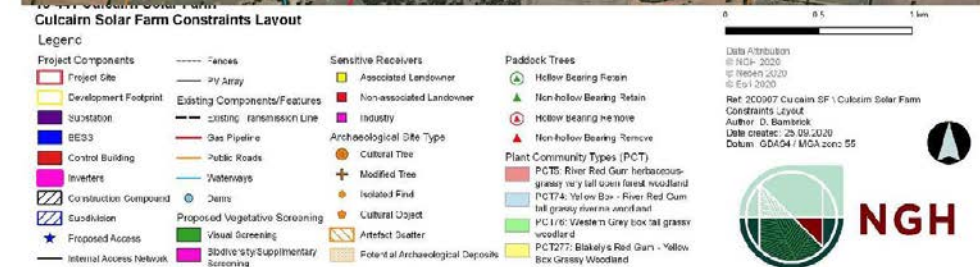 Culcairn Solar Farm Constraints Layout
Legend
Project Components
Project Site
Development Footprint
Substation
BESS
Control Building
Inverters
Construction Compound
Subdivision
Proposed Access
Internal Access Network
Fences
PV Array
Existing Components/Features
Existing Transmission Line
Gas Pipeline
Public Roads
Waterways
Dams
Proposed Vegetative Screening
Visual Screening
Biodiversity/Supplimentary
Screening
Sensitive Receivers
Associated Landowner
Non-associated Landowner
Industry
Archaeological Site Type
Cultural Tree
Modified Tree
Isolated Find
Cultural Object
Artefact Scatter
Potential Archaeological Deposits
Paddock Trees
Hollow Bearing Retain
Non-hollow Bearing Retain
Hollow Bearing Remove
Non-hollow Bearing Remove
Plant Community Types (PCT)
PCT5: River Red Gum herbaceous-
grassy very tall open forest woodland
PCT74: Yellow Box - River Red Gum
tall grassy riverine woodland
PCT76: Western Grey Box tall grassy
woodland
PCT277: Blakely's Red Gum - Yellow
Box Grassy Woodland
0 0.5 1 km
Data Attribution
© NGH 2020
© Neoen 2020
© Esri 2020
Ref: 200907 Culcairn SF \ Culcairn Solar Farm
Constraints Layout
Author: D. Bambrick
Date created: 25.09.2020
Datum: GDA94 / MGA zone 55
NGH